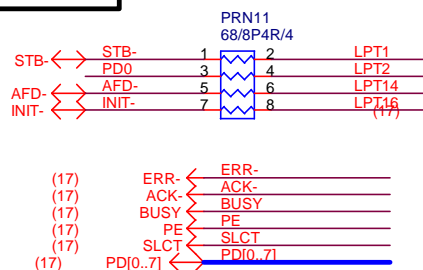 PRN11
68/8P4R/4
STB- STB- 1 2 LPT1
PD0 3 4 LPT2
AFD- AFD- 5 6 LPT14
INIT- INIT- 7 8 LPT16
(17)
(17) ERR- ERR-
(17) ACK- ACK-
(17) BUSY BUSY
(17) PE PE
(17) SLCT SLCT
(17) PD[0..7] PD[0..7]